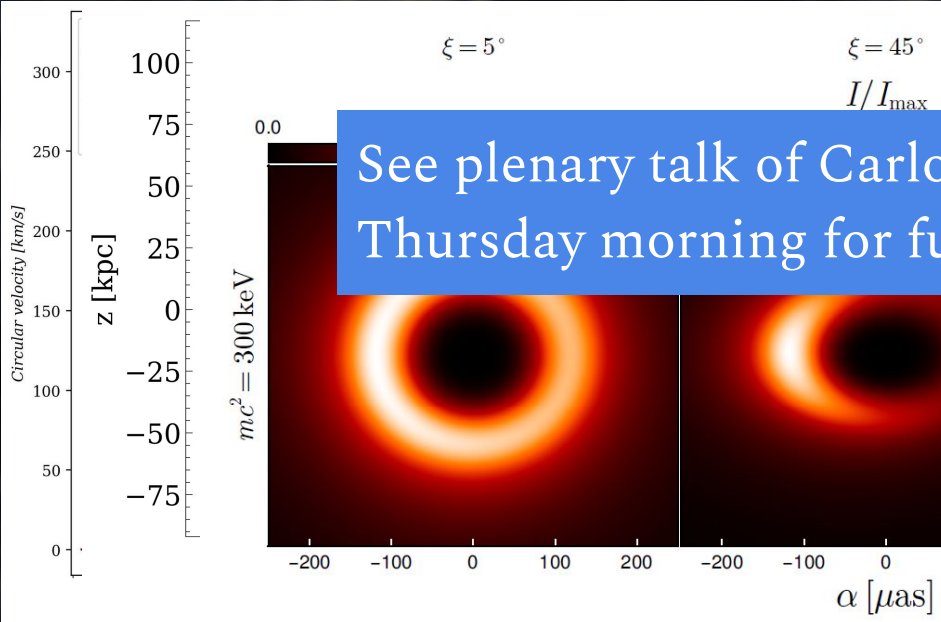 ξ = 5°
ξ = 45°
I/I_max
0.0
See plenary talk of Carlo
Thursday morning for fu
Circular velocity [km/s]
300
250
200
150
100
50
0
z [kpc]
100
75
50
25
0
−25
−50
−75
mc² = 300 keV
−200 −100 0 100 200 −200 −100 0
α [μas]